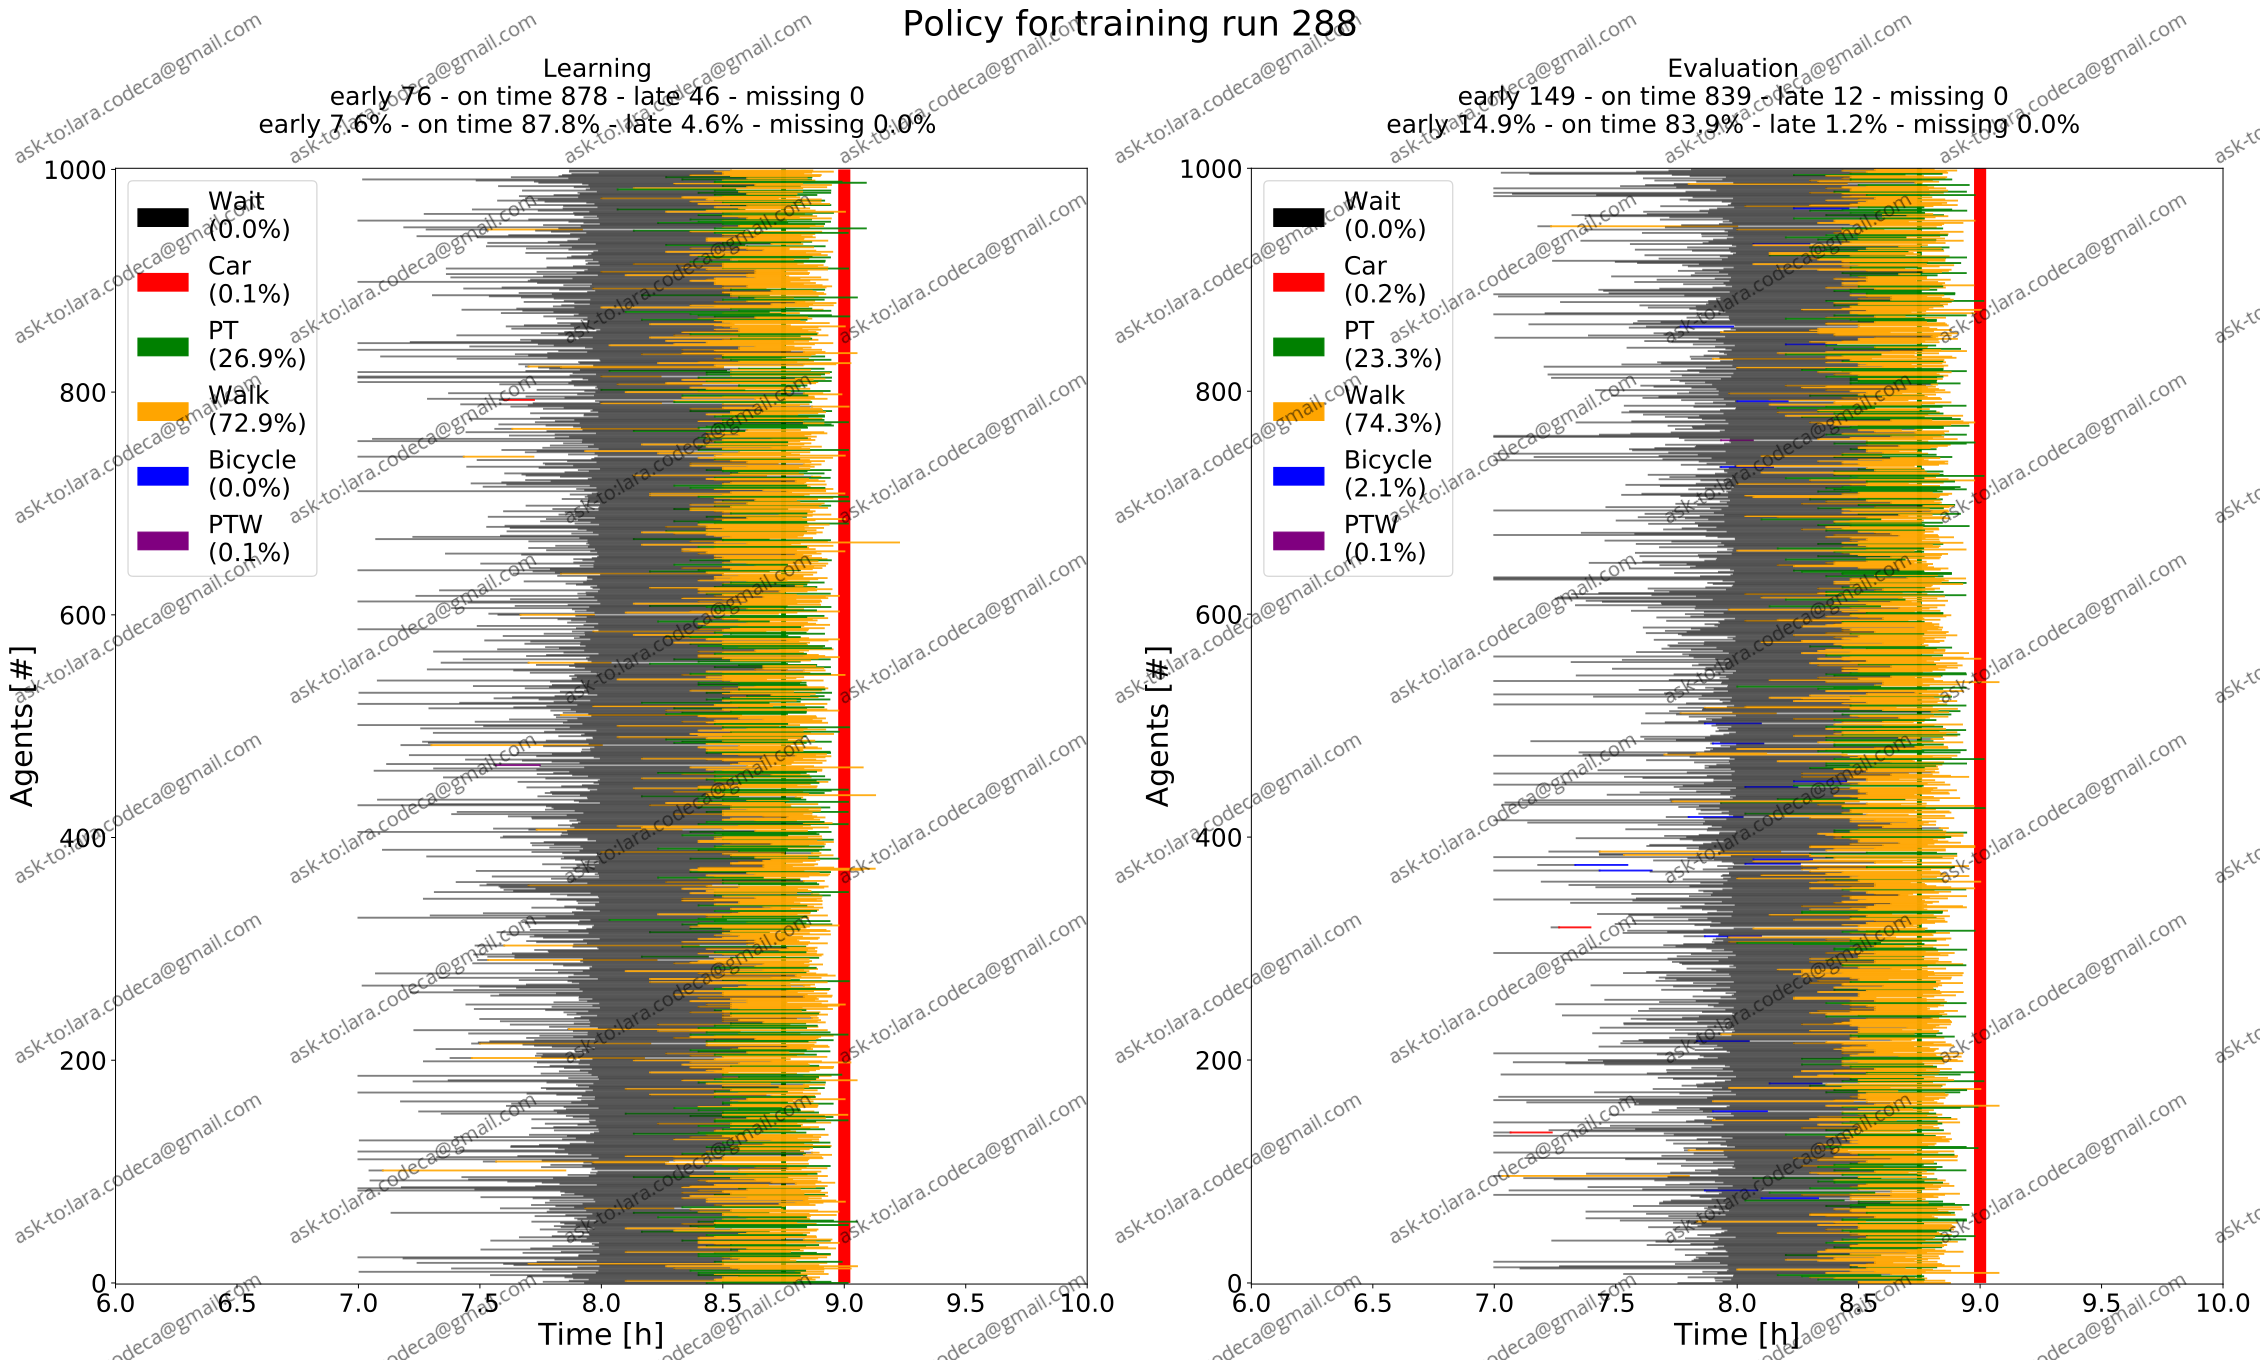 Policy for training run 288
Learning
early 76 - on time 878 - late 46 - missing 0
early 7.6% - on time 87.8% - late 4.6% - missing 0.0%
Agents [#]
1000
800
600
400
200
0
Wait
(0.0%)
Car
(0.1%)
PT
(26.9%)
Walk
(72.9%)
Bicycle
(0.0%)
PTW
(0.1%)
6.0 6.5 7.0 7.5 8.0 8.5 9.0 9.5 10.0
Time [h]
Evaluation
early 149 - on time 839 - late 12 - missing 0
early 14.9% - on time 83.9% - late 1.2% - missing 0.0%
Agents [#]
1000
800
600
400
200
0
Wait
(0.0%)
Car
(0.2%)
PT
(23.3%)
Walk
(74.3%)
Bicycle
(2.1%)
PTW
(0.1%)
6.0 6.5 7.0 7.5 8.0 8.5 9.0 9.5 10.0
Time [h]
ask-to:lara.codeca@gmail.com